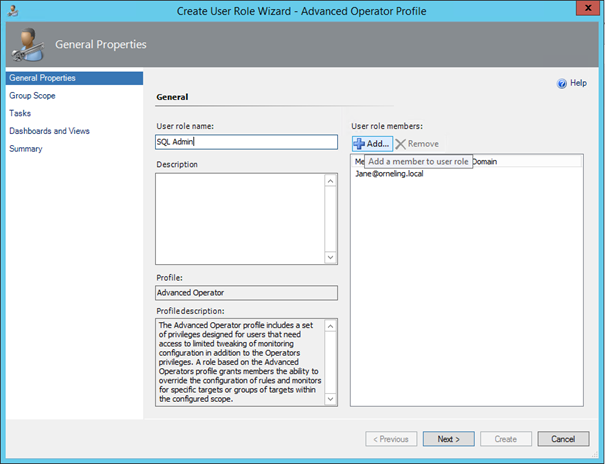 Create User Role Wizard - Advanced Operator Profile
x
General Properties
General Properties
Group Scope
Tasks
Dashboards and Views
Summary
Help
General
User role name:
SQL Admin
Description
Profile:
Advanced Operator
Profile description:
The Advanced Operator profile includes a set
of privileges designed for users that need
access to limited tweaking of monitoring
configuration in addition to the Operators
privileges. A role based on the Advanced
Operators profile grants members the ability to
override the configuration of rules and monitors
for specific targets or groups of targets within
the configured scope.
User role members:
Add... Remove
Add a member to user role
Me Domain
Jane@orneling.local
< Previous Next > Create Cancel